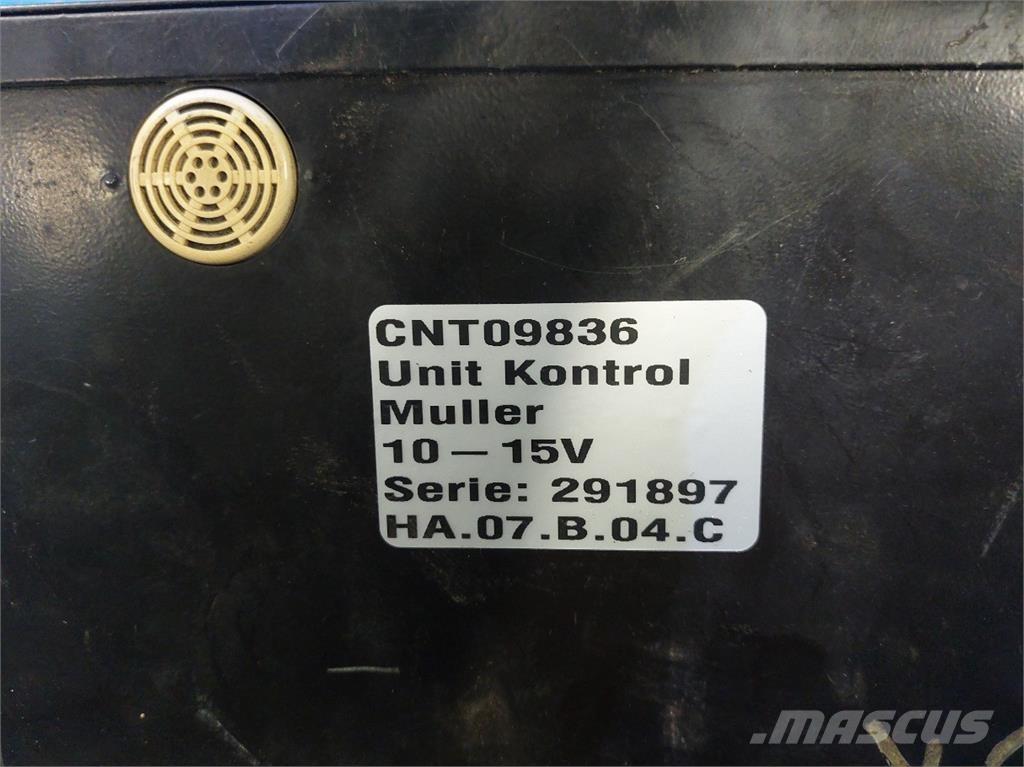 CNT09836
Unit Kontrol
Muller
10 — 15V
Serie: 291897
HA.07.B.04.C
MASCUS